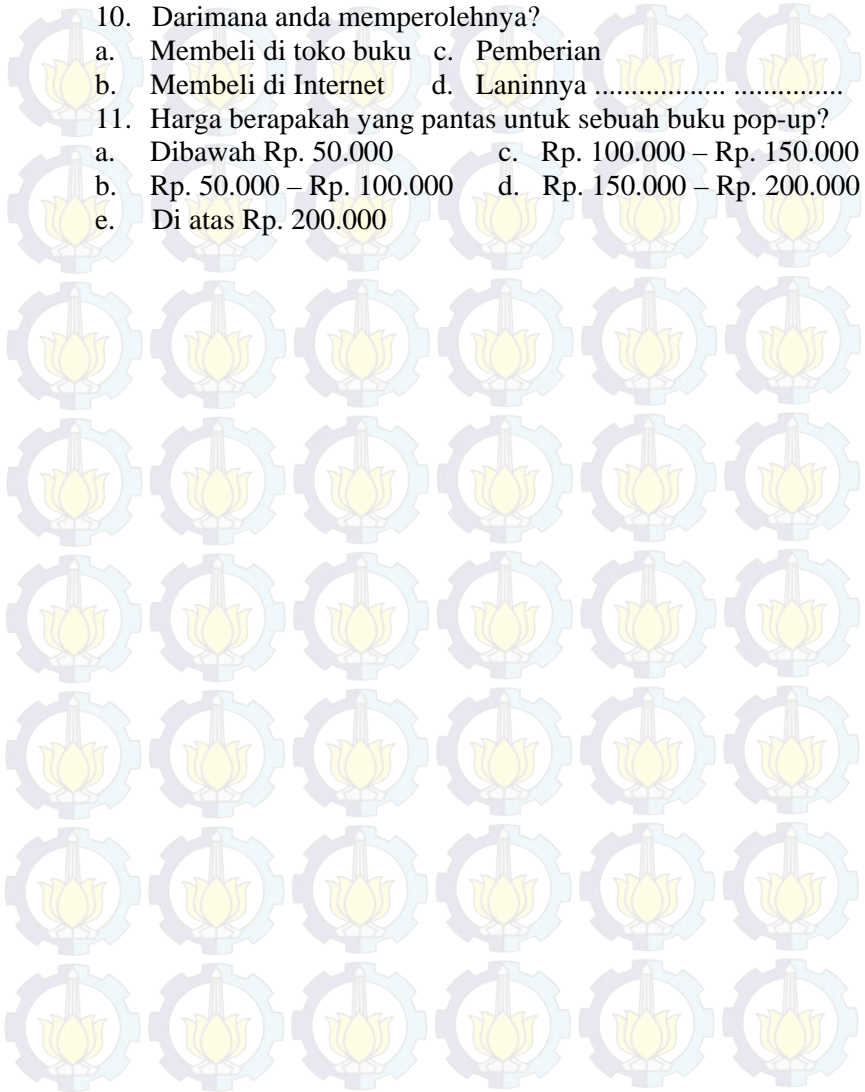 10. Darimana anda memperolehnya?
a. Membeli di toko buku c. Pemberian
b. Membeli di Internet d. Laninnya .................. ...............
11. Harga berapakah yang pantas untuk sebuah buku pop-up?
a. Dibawah Rp. 50.000 c. Rp. 100.000 – Rp. 150.000
b. Rp. 50.000 – Rp. 100.000 d. Rp. 150.000 – Rp. 200.000
e. Di atas Rp. 200.000